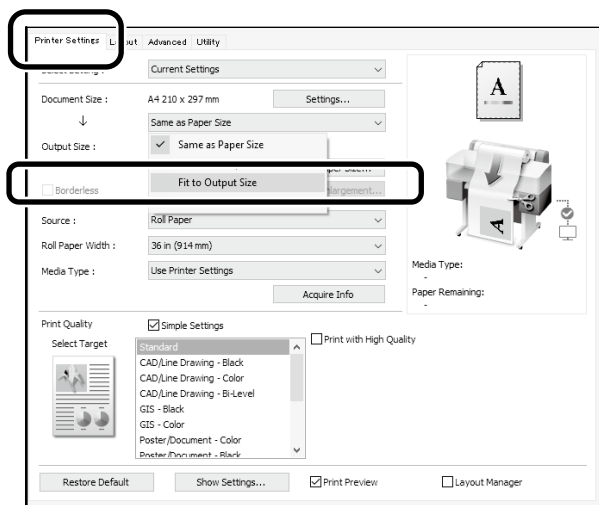 Printer Settings Layout Advanced Utility
Current Settings
Document Size : A4 210 x 297 mm Settings...
↓ Same as Paper Size
Output Size : ✓ Same as Paper Size
Fit to Output Size
Borderless
Source : Roll Paper
Roll Paper Width : 36 in (914 mm)
Media Type : Use Printer Settings
Acquire Info
A
A
Media Type:
-
Paper Remaining:
-
Print Quality Simple Settings
Select Target
Standard
CAD/Line Drawing - Black
CAD/Line Drawing - Color
CAD/Line Drawing - Bi-Level
GIS - Black
GIS - Color
Poster/Document - Color
Poster/Document - Black
Print with High Quality
Restore Default Show Settings... Print Preview Layout Manager